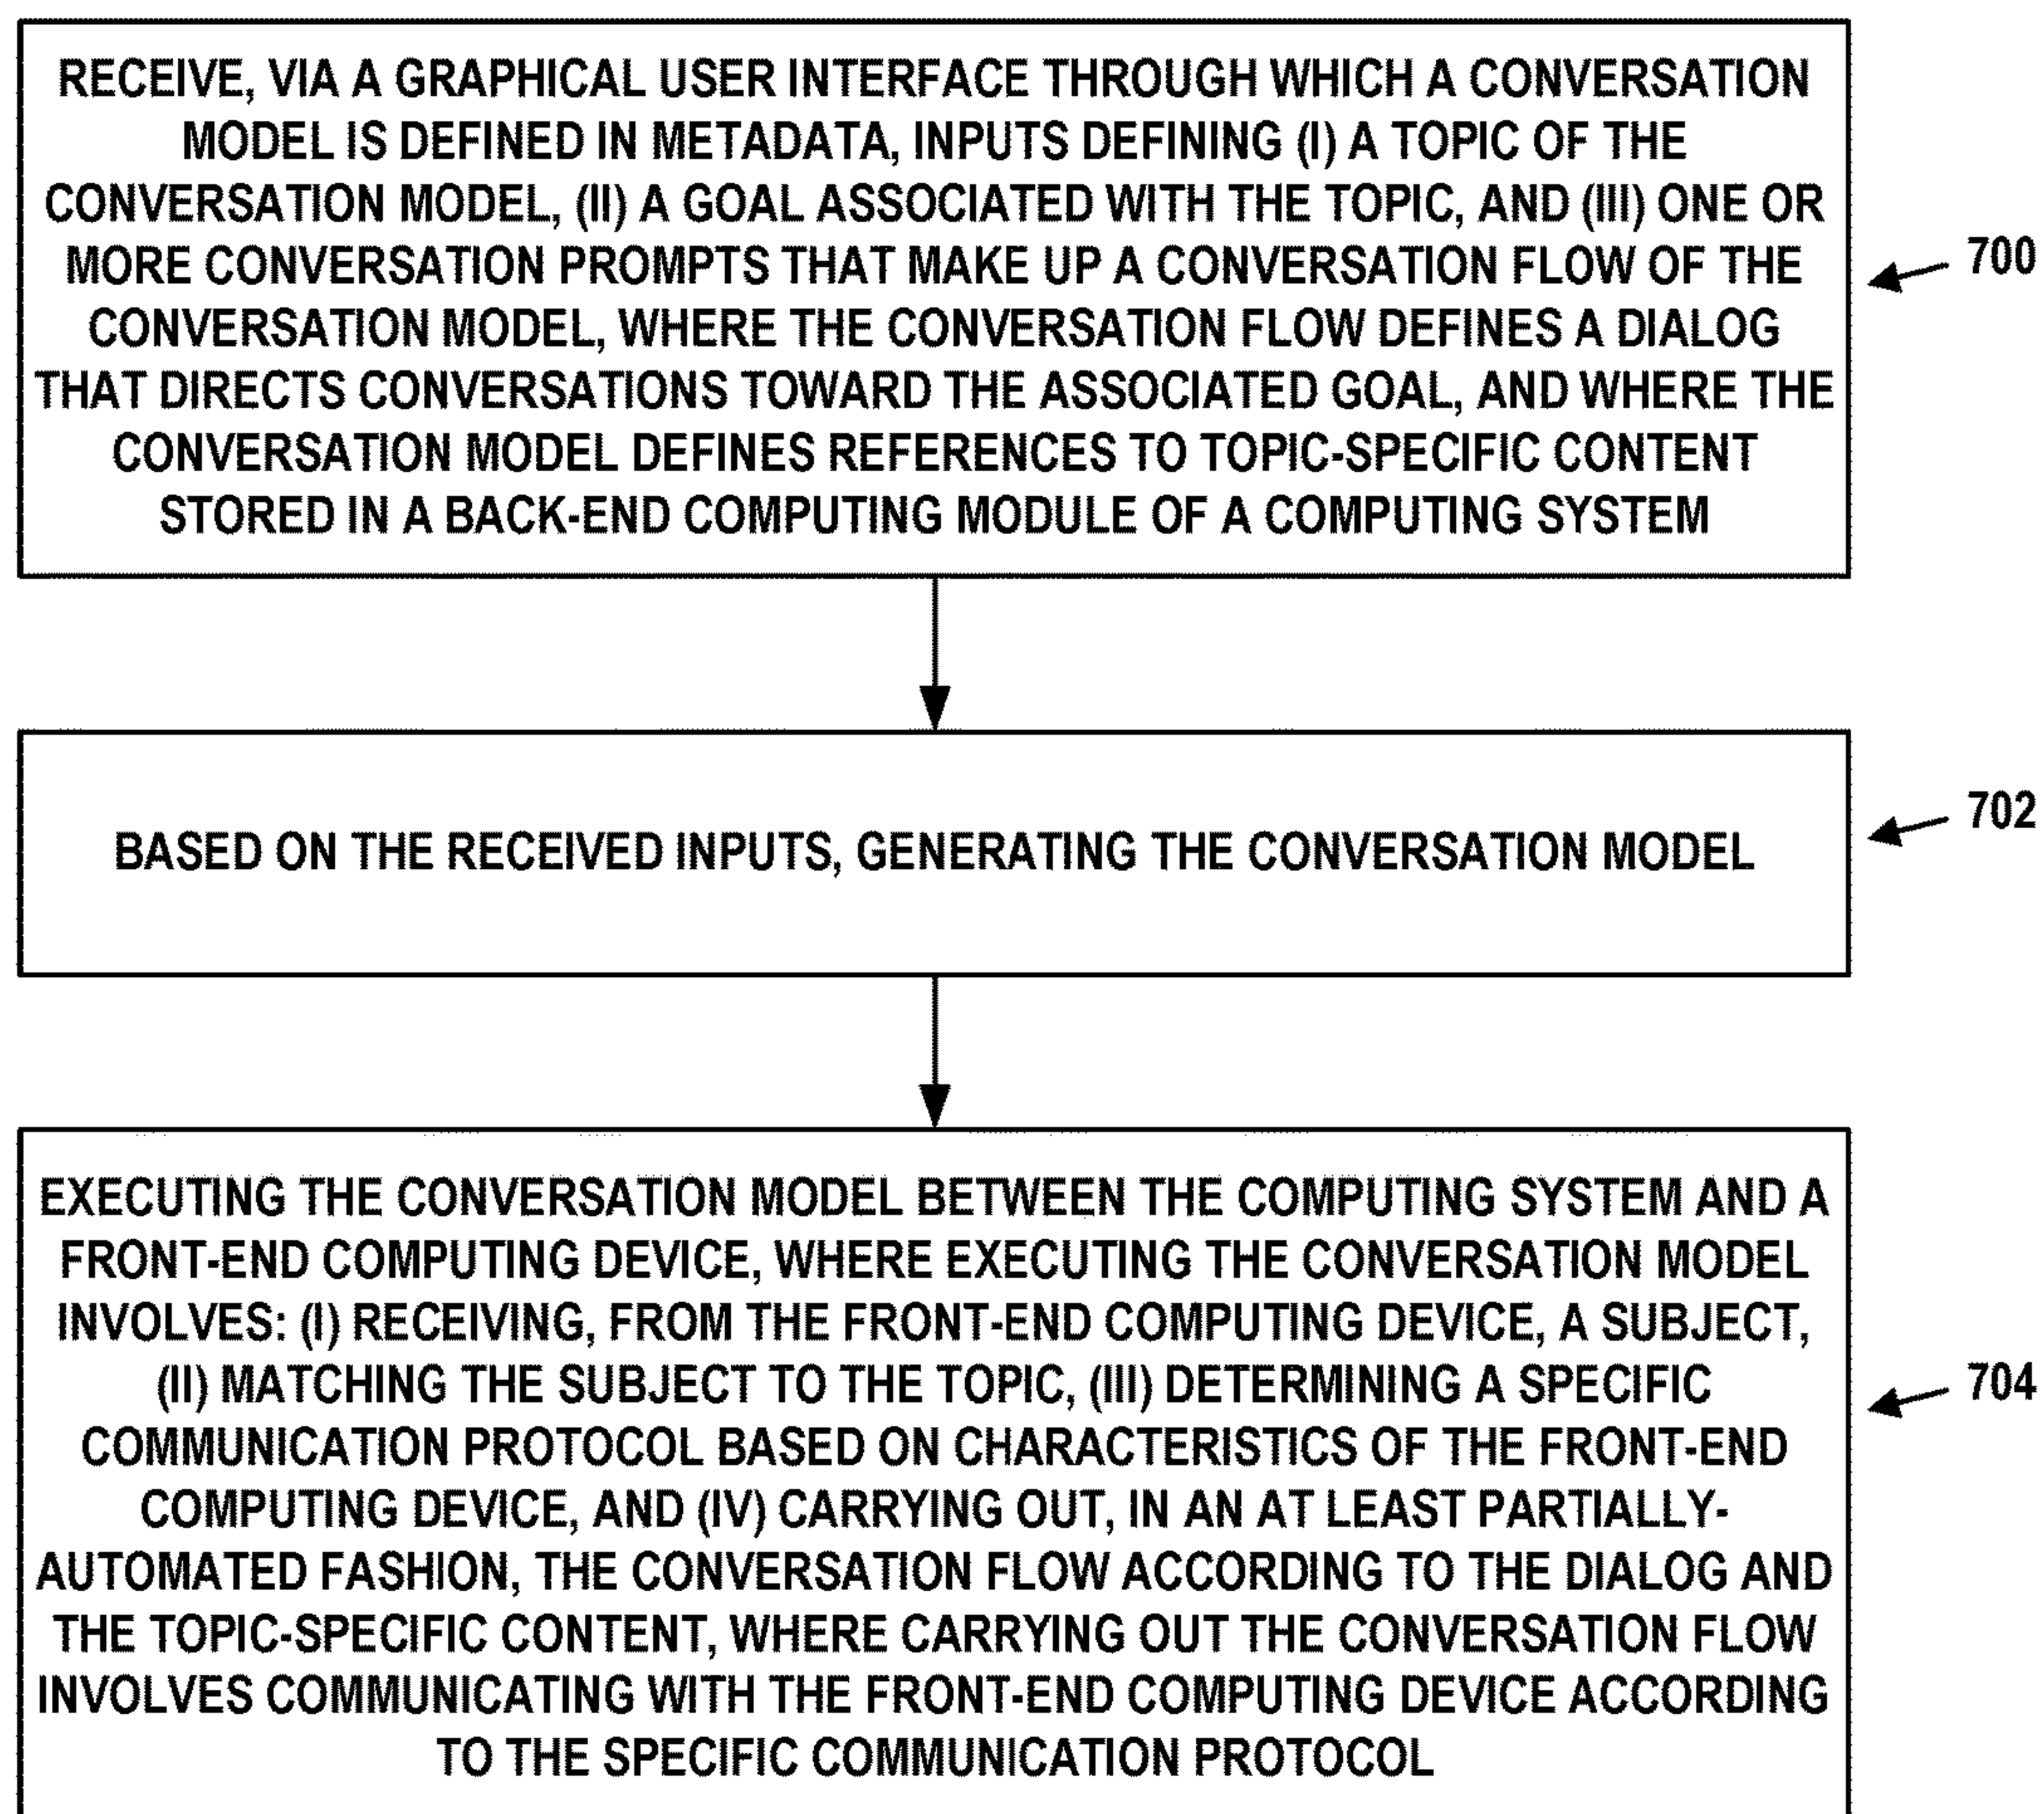 RECEIVE, VIA A GRAPHICAL USER INTERFACE THROUGH WHICH A CONVERSATION
MODEL IS DEFINED IN METADATA, INPUTS DEFINING (I) A TOPIC OF THE
CONVERSATION MODEL, (II) A GOAL ASSOCIATED WITH THE TOPIC, AND (III) ONE OR
MORE CONVERSATION PROMPTS THAT MAKE UP A CONVERSATION FLOW OF THE
CONVERSATION MODEL, WHERE THE CONVERSATION FLOW DEFINES A DIALOG
THAT DIRECTS CONVERSATIONS TOWARD THE ASSOCIATED GOAL, AND WHERE THE
CONVERSATION MODEL DEFINES REFERENCES TO TOPIC-SPECIFIC CONTENT
STORED IN A BACK-END COMPUTING MODULE OF A COMPUTING SYSTEM
700
BASED ON THE RECEIVED INPUTS, GENERATING THE CONVERSATION MODEL
702
EXECUTING THE CONVERSATION MODEL BETWEEN THE COMPUTING SYSTEM AND A
FRONT-END COMPUTING DEVICE, WHERE EXECUTING THE CONVERSATION MODEL
INVOLVES: (I) RECEIVING, FROM THE FRONT-END COMPUTING DEVICE, A SUBJECT,
(II) MATCHING THE SUBJECT TO THE TOPIC, (III) DETERMINING A SPECIFIC
COMMUNICATION PROTOCOL BASED ON CHARACTERISTICS OF THE FRONT-END
COMPUTING DEVICE, AND (IV) CARRYING OUT, IN AN AT LEAST PARTIALLY-
AUTOMATED FASHION, THE CONVERSATION FLOW ACCORDING TO THE DIALOG AND
THE TOPIC-SPECIFIC CONTENT, WHERE CARRYING OUT THE CONVERSATION FLOW
INVOLVES COMMUNICATING WITH THE FRONT-END COMPUTING DEVICE ACCORDING
TO THE SPECIFIC COMMUNICATION PROTOCOL
704